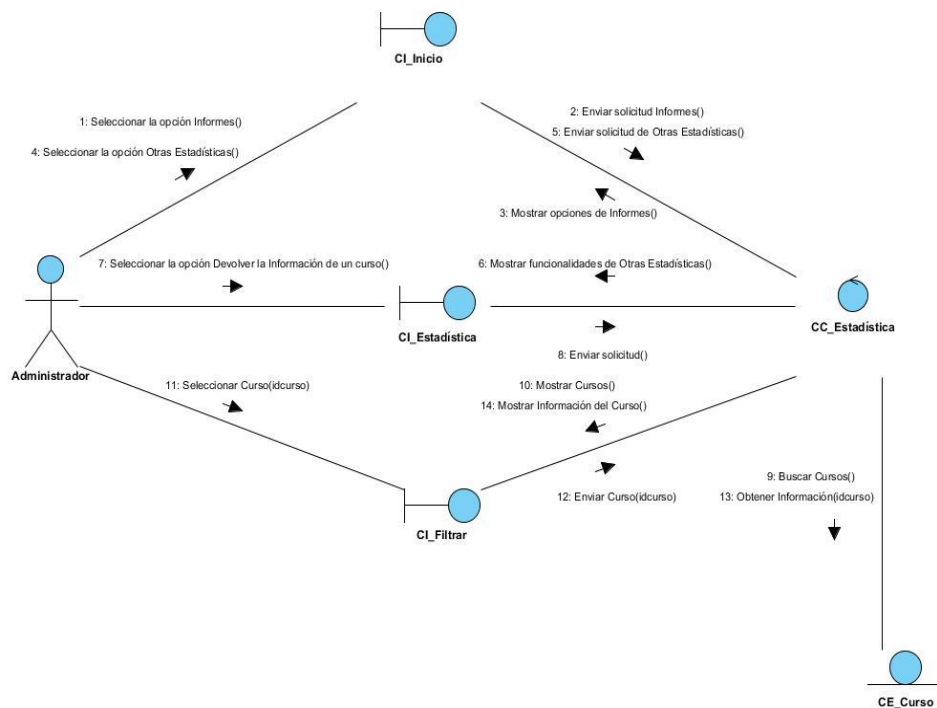 CI_Inicio
1: Seleccionar la opción Informes()
4: Seleccionar la opción Otras Estadísticas()
2: Enviar solicitud Informes()
5: Enviar solicitud de Otras Estadísticas()
3: Mostrar opciones de Informes()
7: Seleccionar la opción Devolver la Información de un curso()
6: Mostrar funcionalidades de Otras Estadísticas()
CI_Estadística
CC_Estadística
8: Enviar solicitud()
Administrador
11: Seleccionar Curso(idcurso)
10: Mostrar Cursos()
14: Mostrar Información del Curso()
12: Enviar Curso(idcurso)
9: Buscar Cursos()
13: Obtener Información(idcurso)
CI_Filtrar
CE_Curso